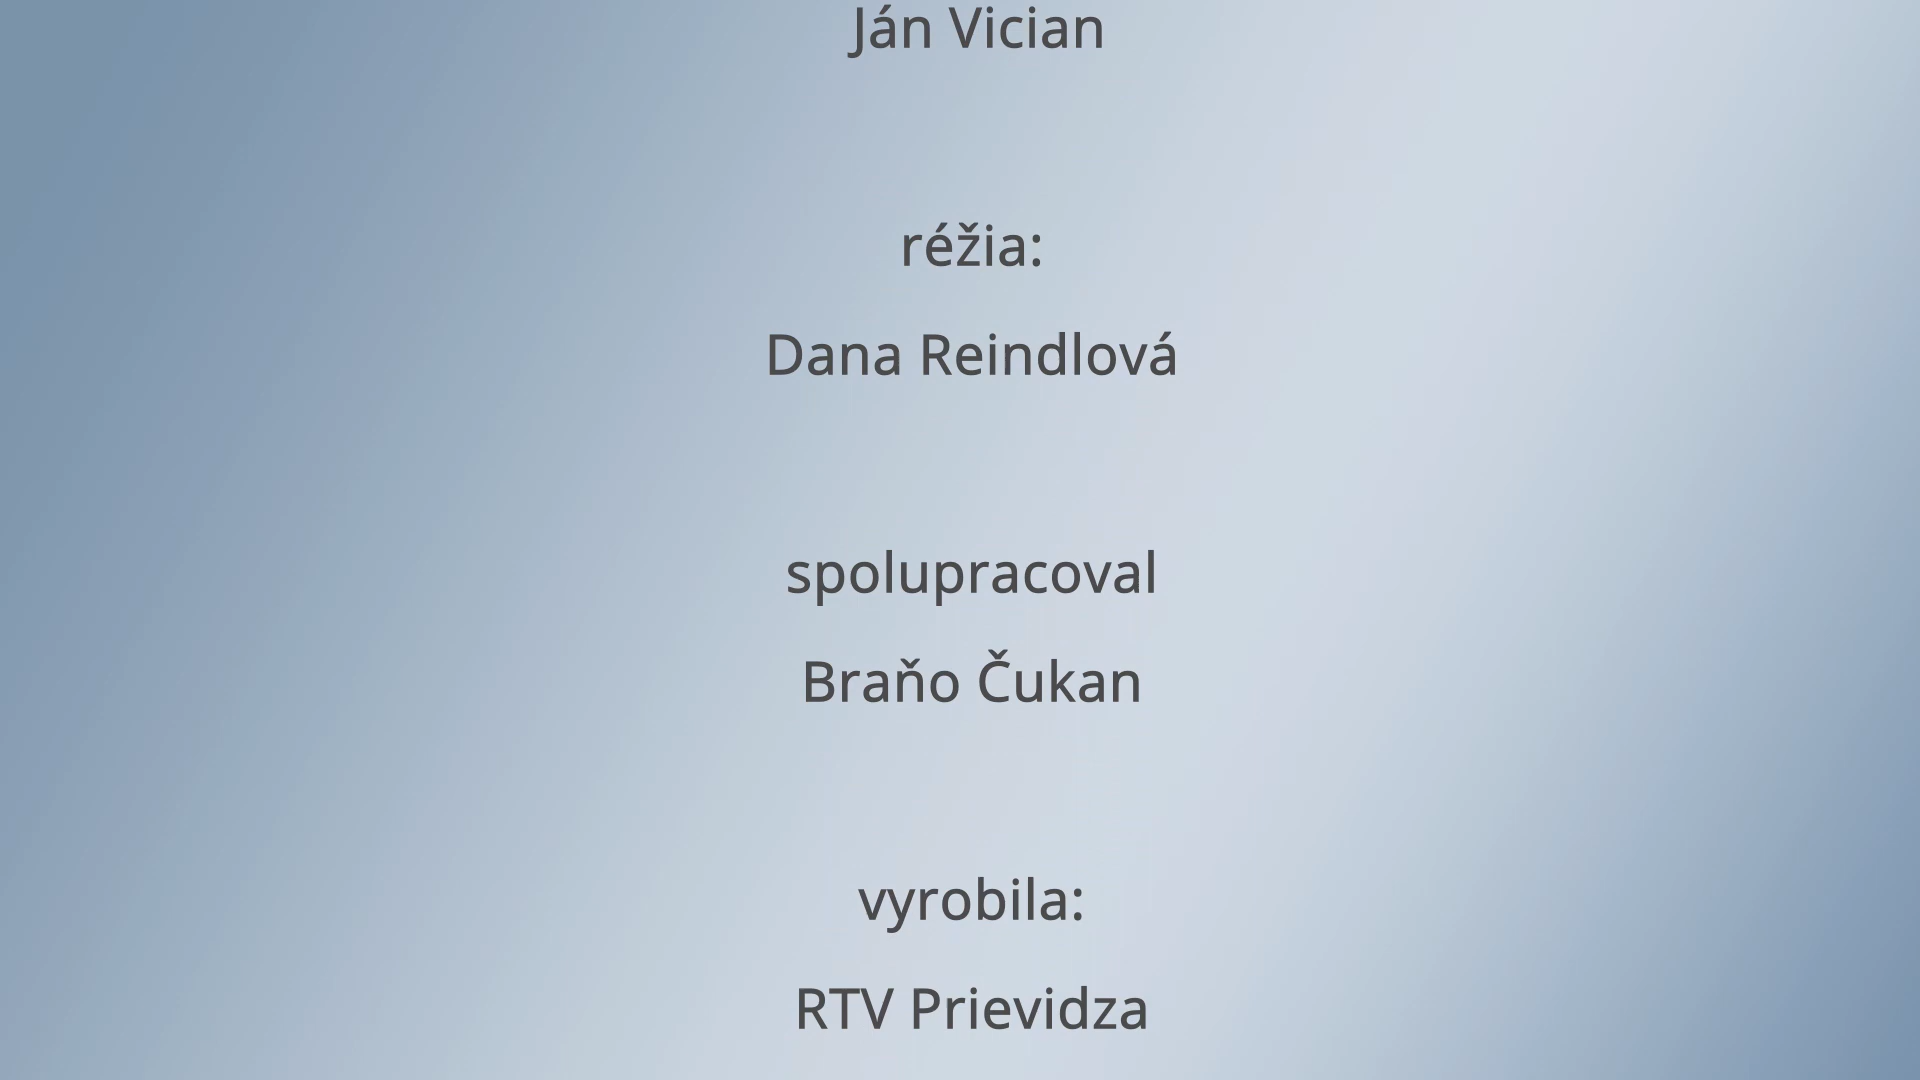 Ján Vician
réžia:
Dana Reindlová
spolupracoval
Braňo Čukan
vyrobila:
RTV Prievidza